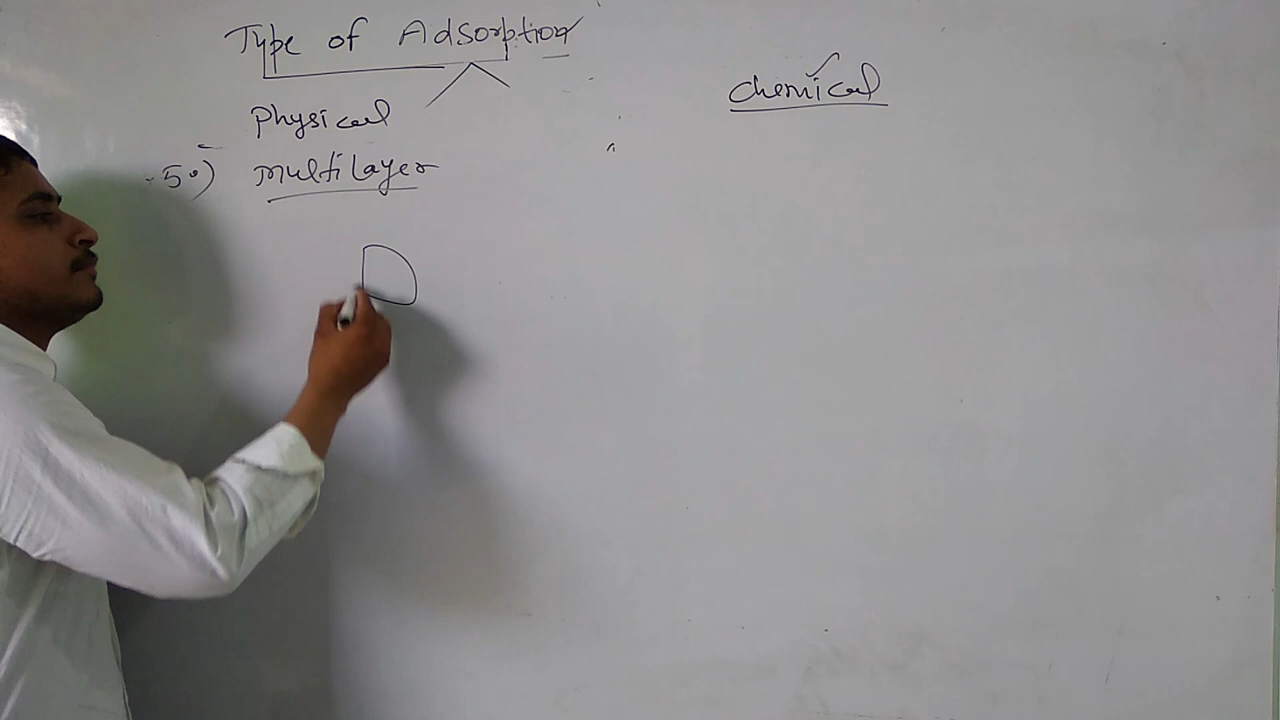 Type of Adsorption
Physical
chemical
5.) multilayer